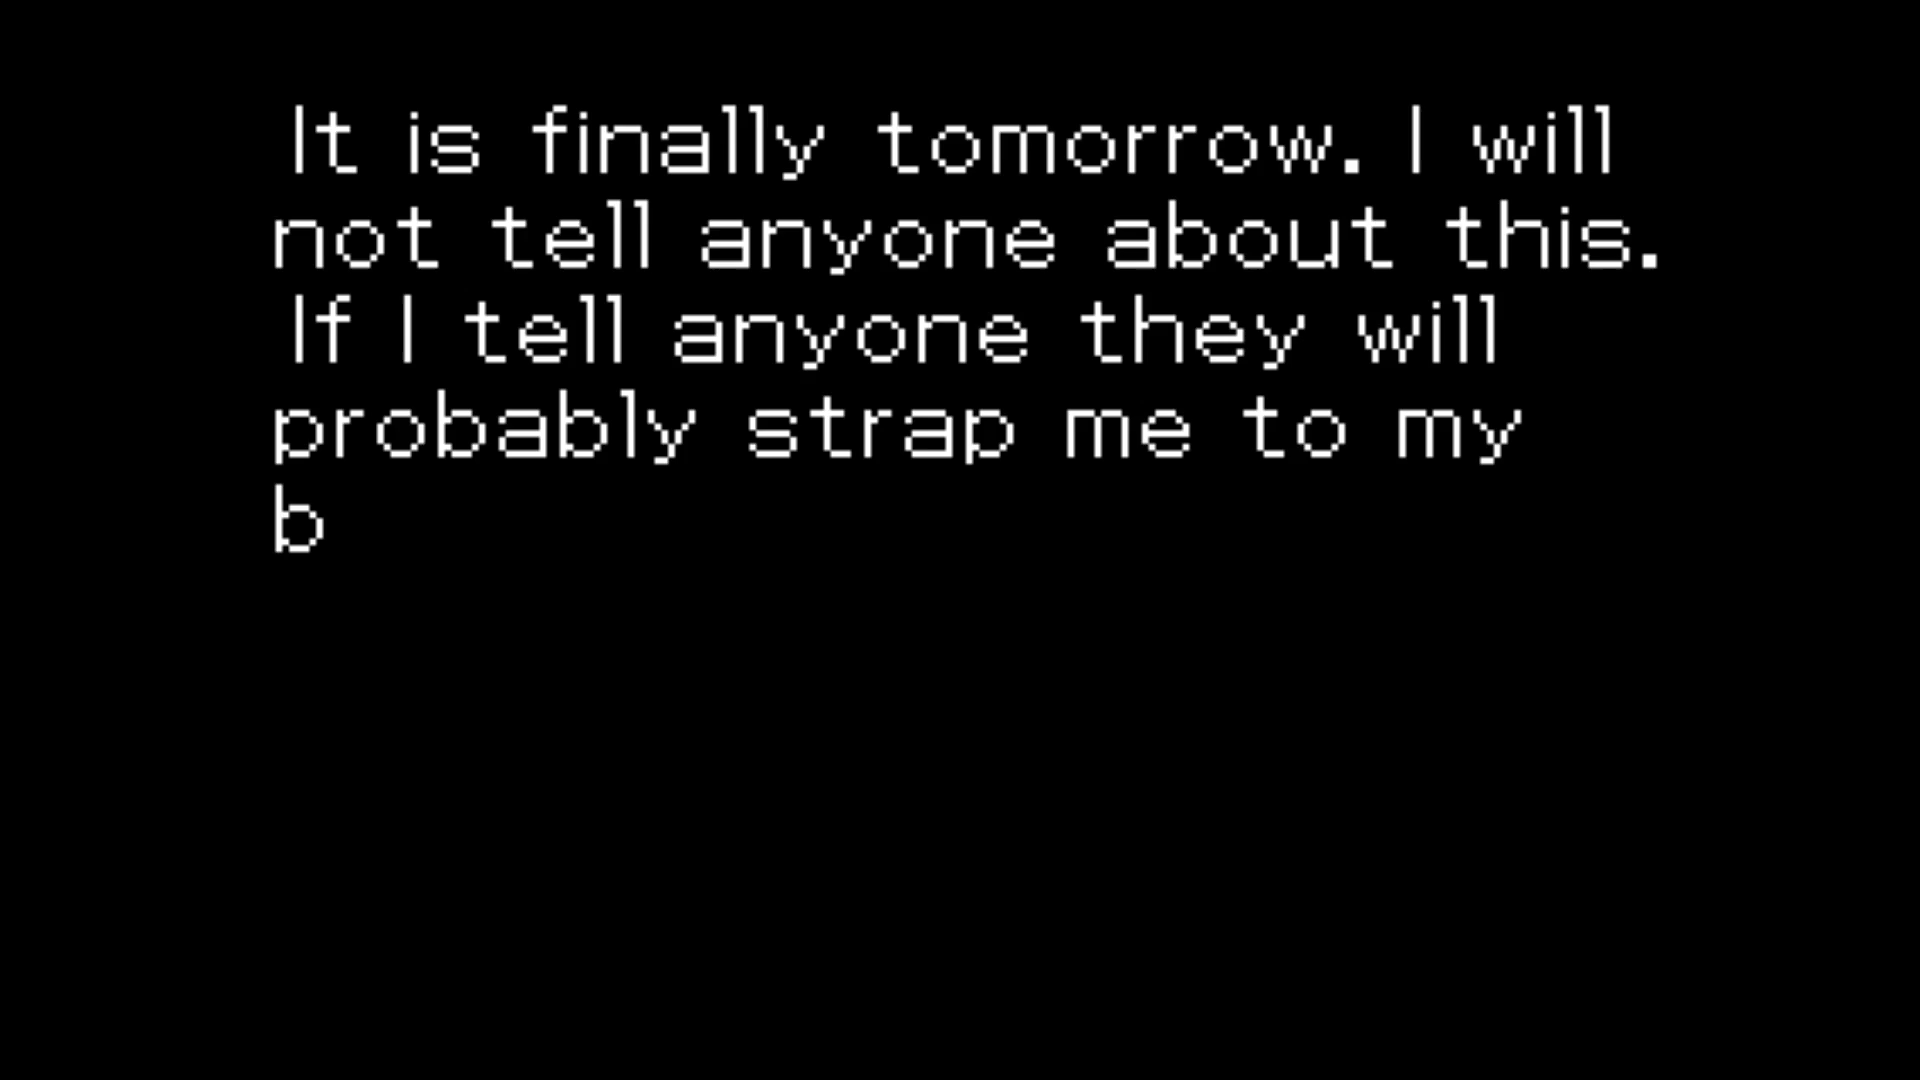 It is finally tomorrow. I will
not tell anyone about this.
If I tell anyone they will
probably strap me to my
b